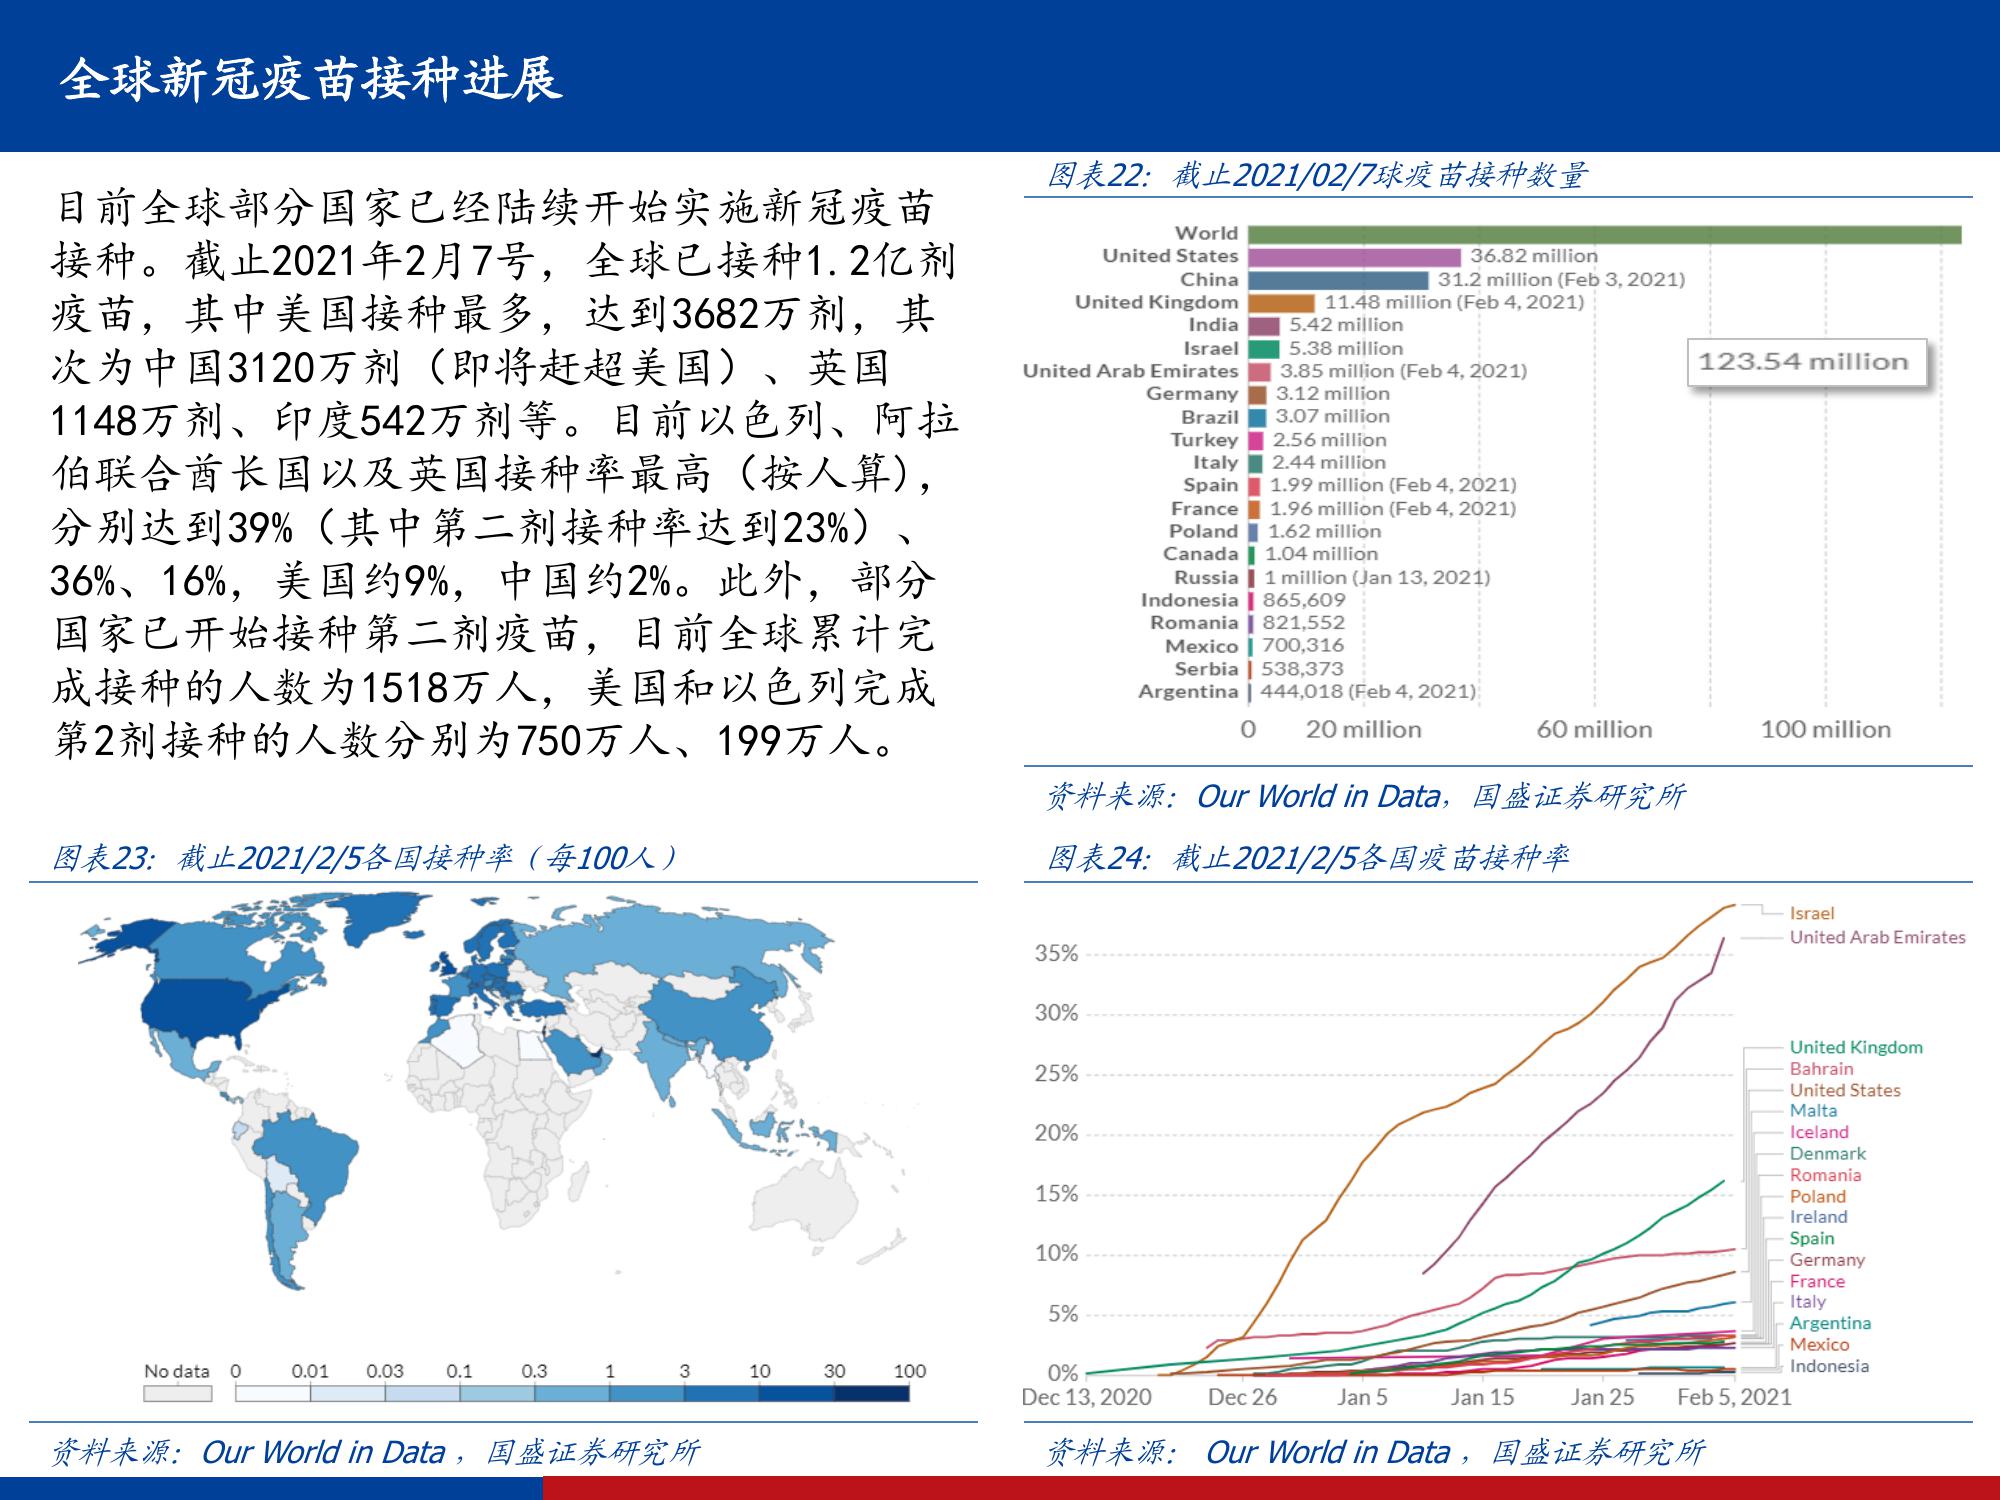 全球新冠疫苗接种进展
目前全球部分国家已经陆续开始实施新冠疫苗
接种。截止2021年2月7号，全球已接种1.2亿剂
疫苗，其中美国接种最多，达到3682万剂，其
次为中国3120万剂（即将赶超美国）、英国
1148万剂、印度542万剂等。目前以色列、阿拉
伯联合酋长国以及英国接种率最高（按人算），
分别达到39%（其中第二剂接种率达到23%）、
36%、16%，美国约9%，中国约2%。此外，部分
国家已开始接种第二剂疫苗，目前全球累计完
成接种的人数为1518万人，美国和以色列完成
第2剂接种的人数分别为750万人、199万人。
图表22：截止2021/02/7球疫苗接种数量
World
United States 36.82 million
China 31.2 million (Feb 3, 2021)
United Kingdom 11.48 million (Feb 4, 2021)
India 5.42 million
Israel 5.38 million
United Arab Emirates 3.85 million (Feb 4, 2021)
123.54 million
Germany 3.12 million
Brazil 3.07 million
Turkey 2.56 million
Italy 2.44 million
Spain 1.99 million (Feb 4, 2021)
France 1.96 million (Feb 4, 2021)
Poland 1.62 million
Canada 1.04 million
Russia 1 million (Jan 13, 2021)
Indonesia 865,609
Romania 821,552
Mexico 700,316
Serbia 538,373
Argentina 444,018 (Feb 4, 2021)
0 20 million 60 million 100 million
资料来源：Our World in Data，国盛证券研究所
图表23：截止2021/2/5各国接种率（每100人）
No data 0 0.01 0.03 0.1 0.3 1 3 10 30 100
资料来源：Our World in Data，国盛证券研究所
图表24：截止2021/2/5各国疫苗接种率
35%
30%
25%
20%
15%
10%
5%
0%
Dec 13, 2020 Dec 26 Jan 5 Jan 15 Jan 25 Feb 5, 2021
Israel
United Arab Emirates
United Kingdom
Bahrain
United States
Malta
Iceland
Denmark
Romania
Poland
Ireland
Spain
Germany
France
Italy
Argentina
Mexico
Indonesia
资料来源： Our World in Data，国盛证券研究所